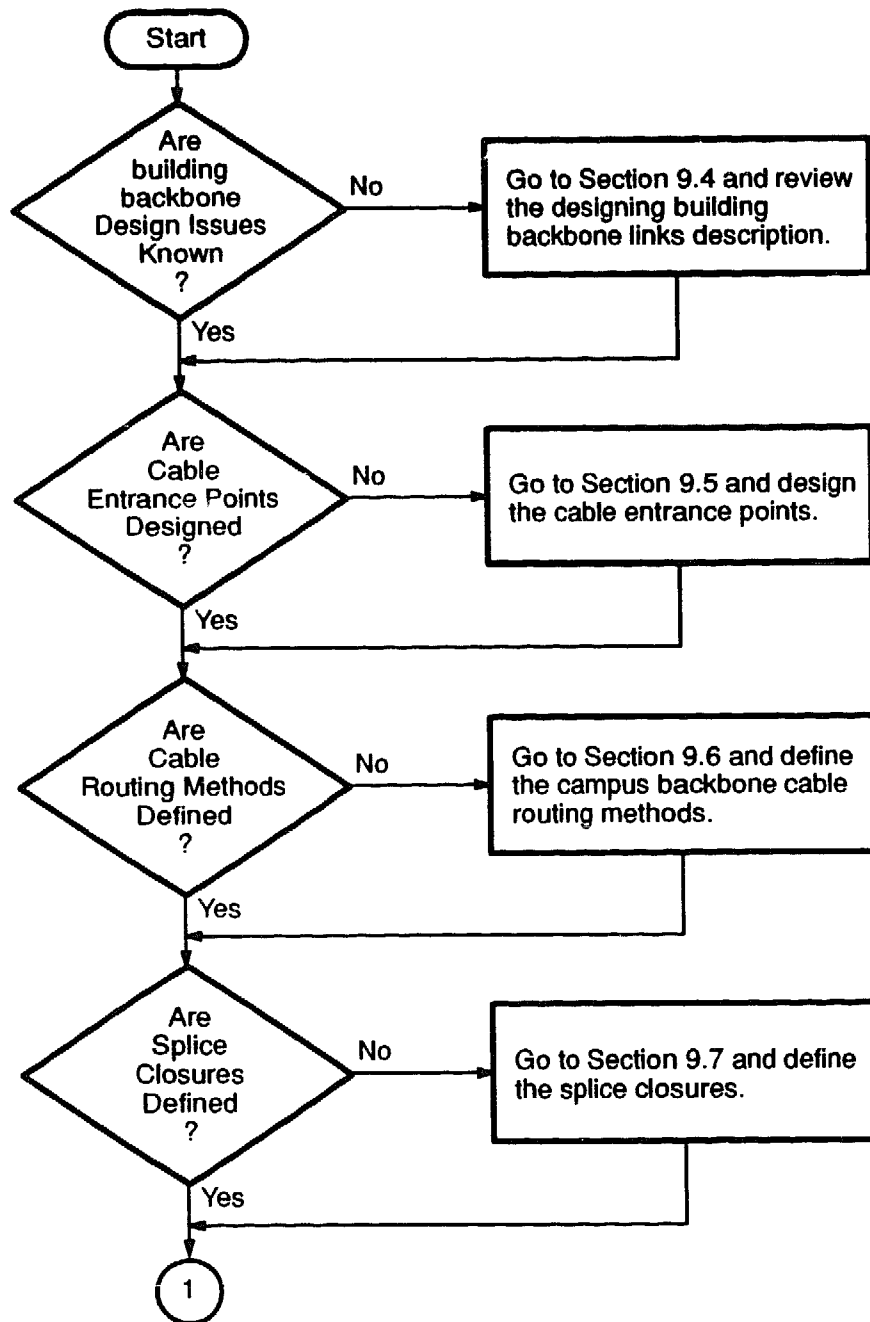 Start
Are
building
backbone
Design Issues
Known
?
No
Go to Section 9.4 and review
the designing building
backbone links description.
Yes
Are
Cable
Entrance Points
Designed
?
No
Go to Section 9.5 and design
the cable entrance points.
Yes
Are
Cable
Routing Methods
Defined
?
No
Go to Section 9.6 and define
the campus backbone cable
routing methods.
Yes
Are
Splice
Closures
Defined
?
No
Go to Section 9.7 and define
the splice closures.
Yes
1